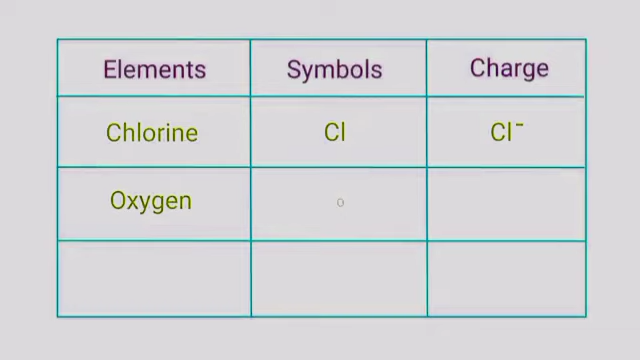 Elements Symbols Charge
Chlorine Cl Cl⁻
Oxygen o